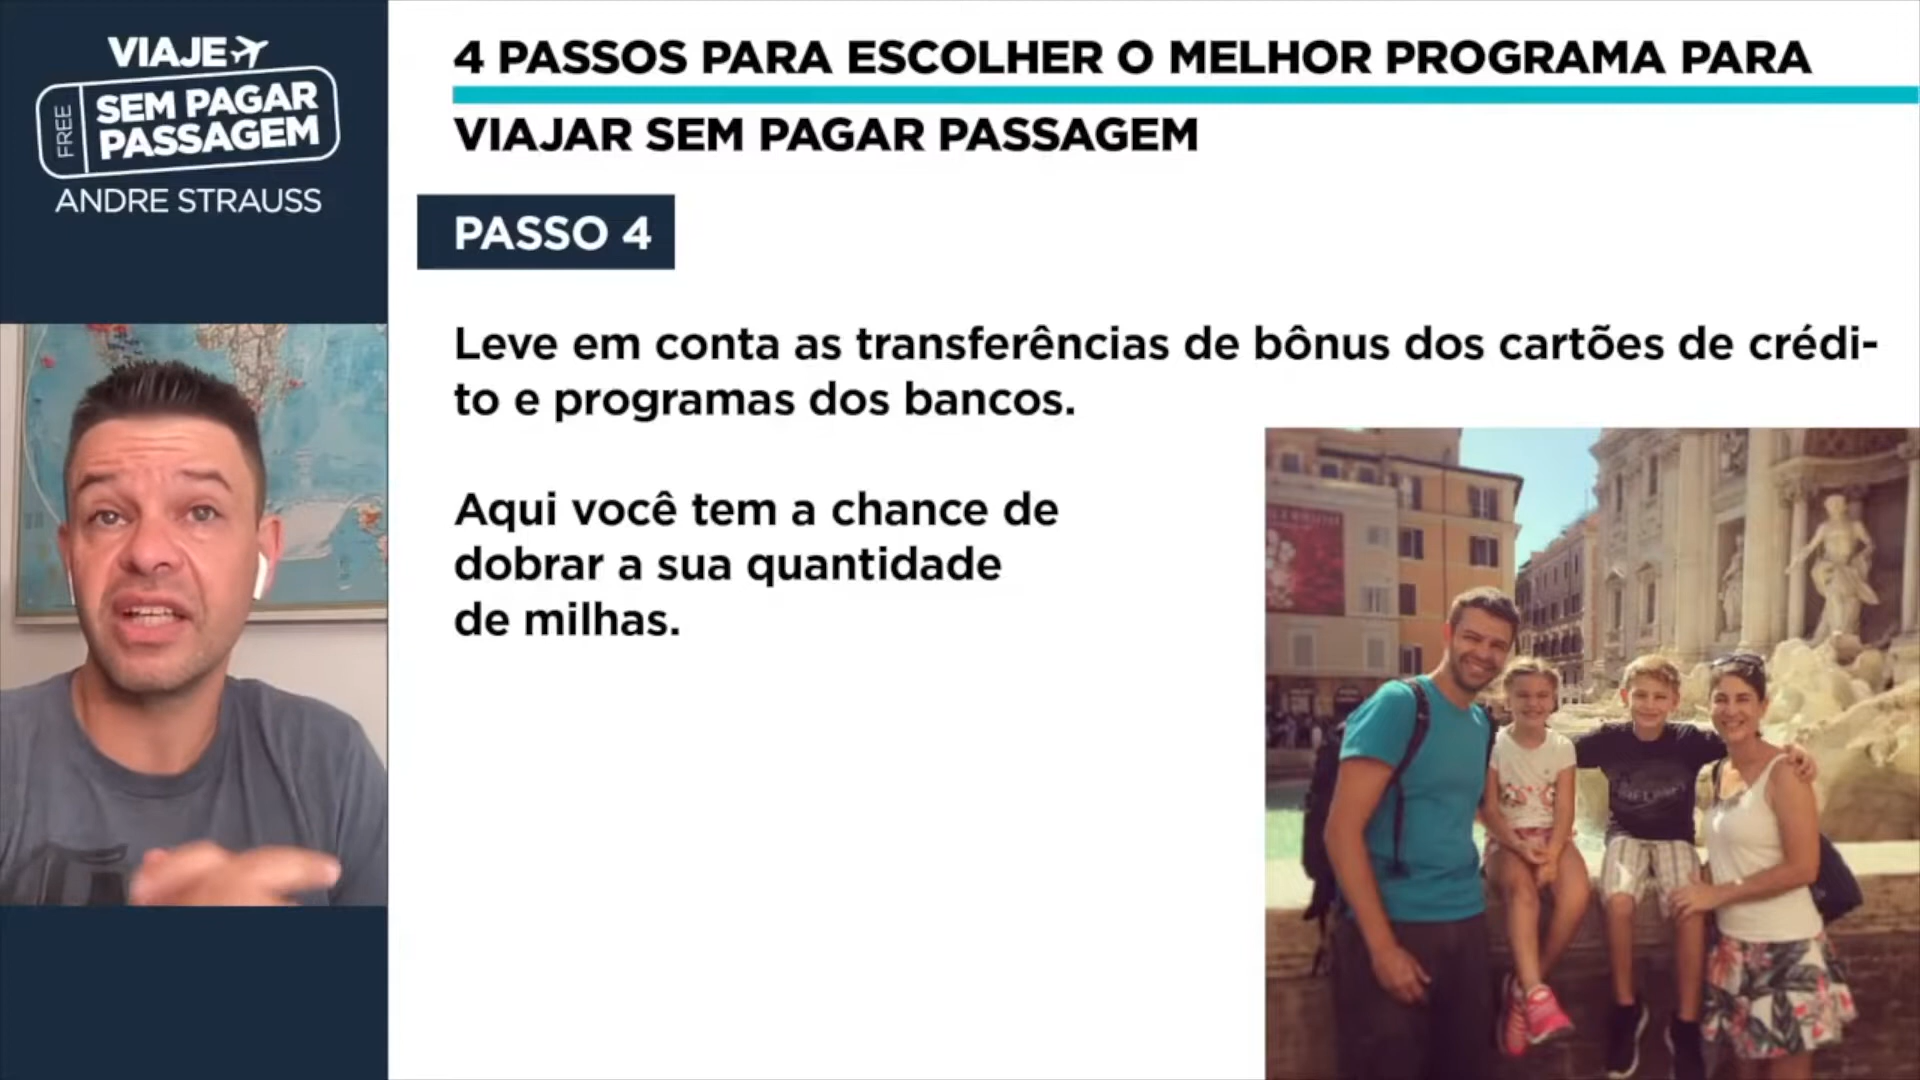 VIAJE
FREE
SEM PAGAR
PASSAGEM
ANDRE STRAUSS
4 PASSOS PARA ESCOLHER O MELHOR PROGRAMA PARA
VIAJAR SEM PAGAR PASSAGEM
PASSO 4
Leve em conta as transferências de bônus dos cartões de crédi-
to e programas dos bancos.
Aqui você tem a chance de
dobrar a sua quantidade
de milhas.